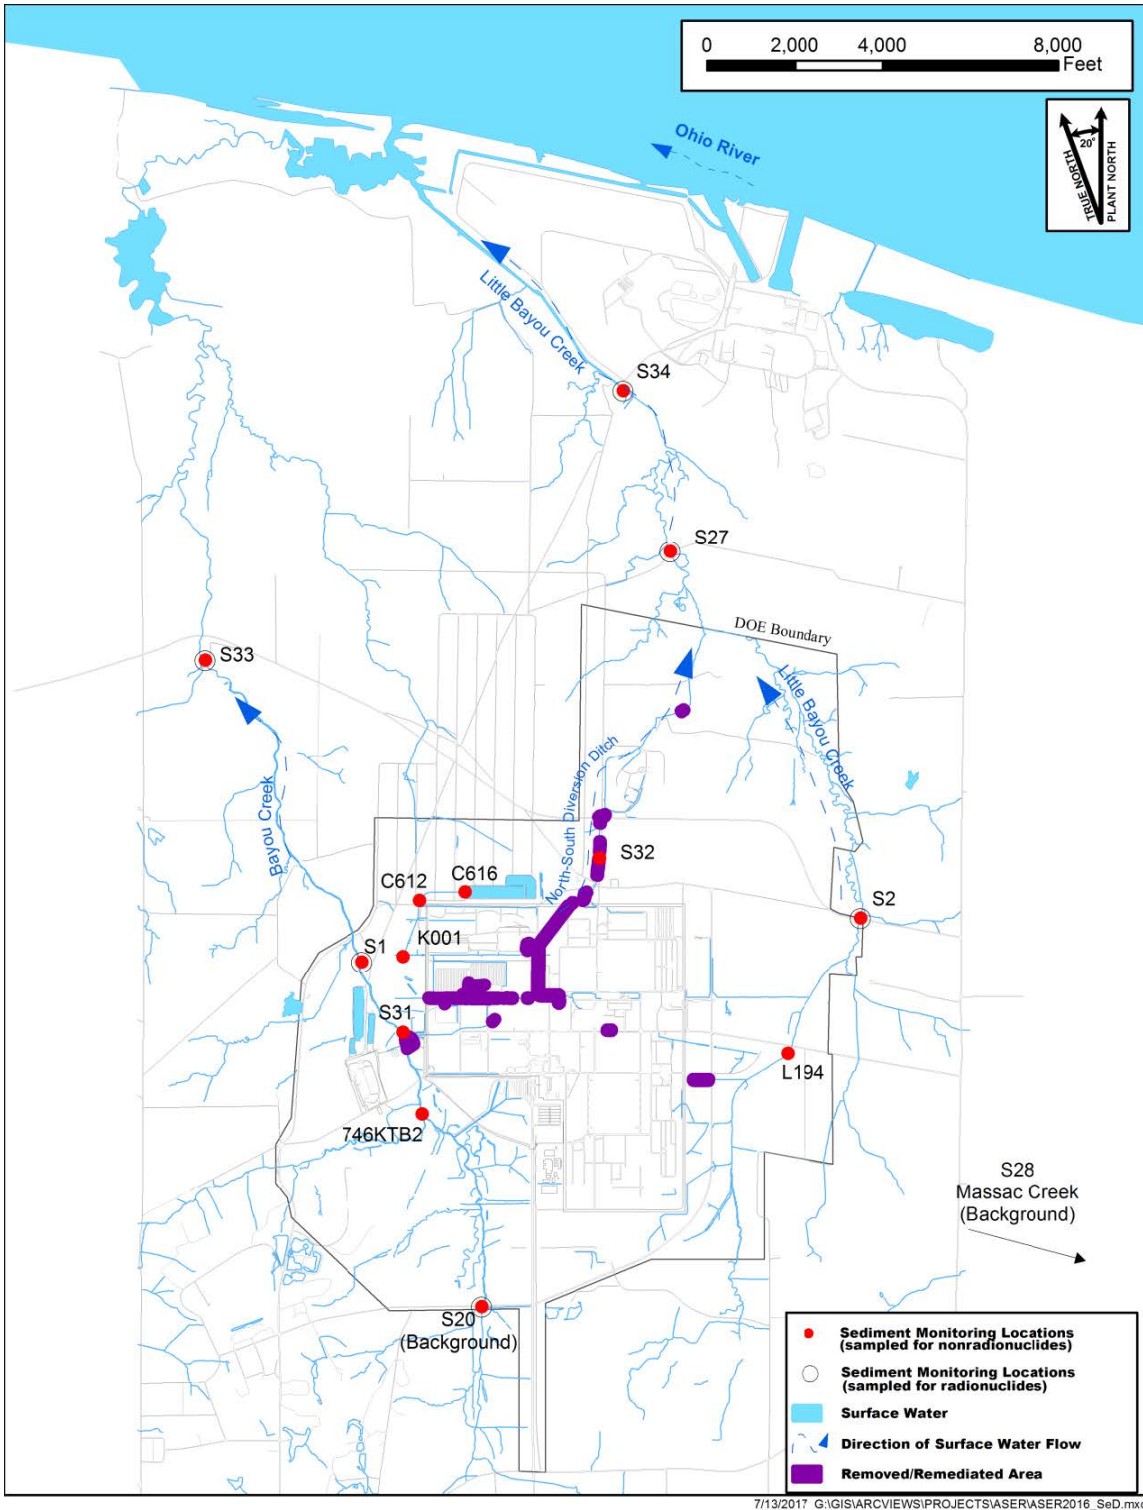 0 2,000 4,000 8,000
Feet
Ohio River
20°
TRUE NORTH
PLANT NORTH
Little Bayou Creek
S34
S27
DOE Boundary
S33
Little Bayou Creek
North-South Diversion Ditch
Bayou Creek
S32
C612
C616
S2
S1
K001
S31
L194
746KTB2
S28
Massac Creek
(Background)
S20
(Background)
Sediment Monitoring Locations
(sampled for nonradionuclides)
Sediment Monitoring Locations
(sampled for radionuclides)
Surface Water
Direction of Surface Water Flow
Removed/Remediated Area
7/13/2017 G:\GIS\ARCVIEWS\PROJECTS\ASER\ASER2016_SeD.mxd